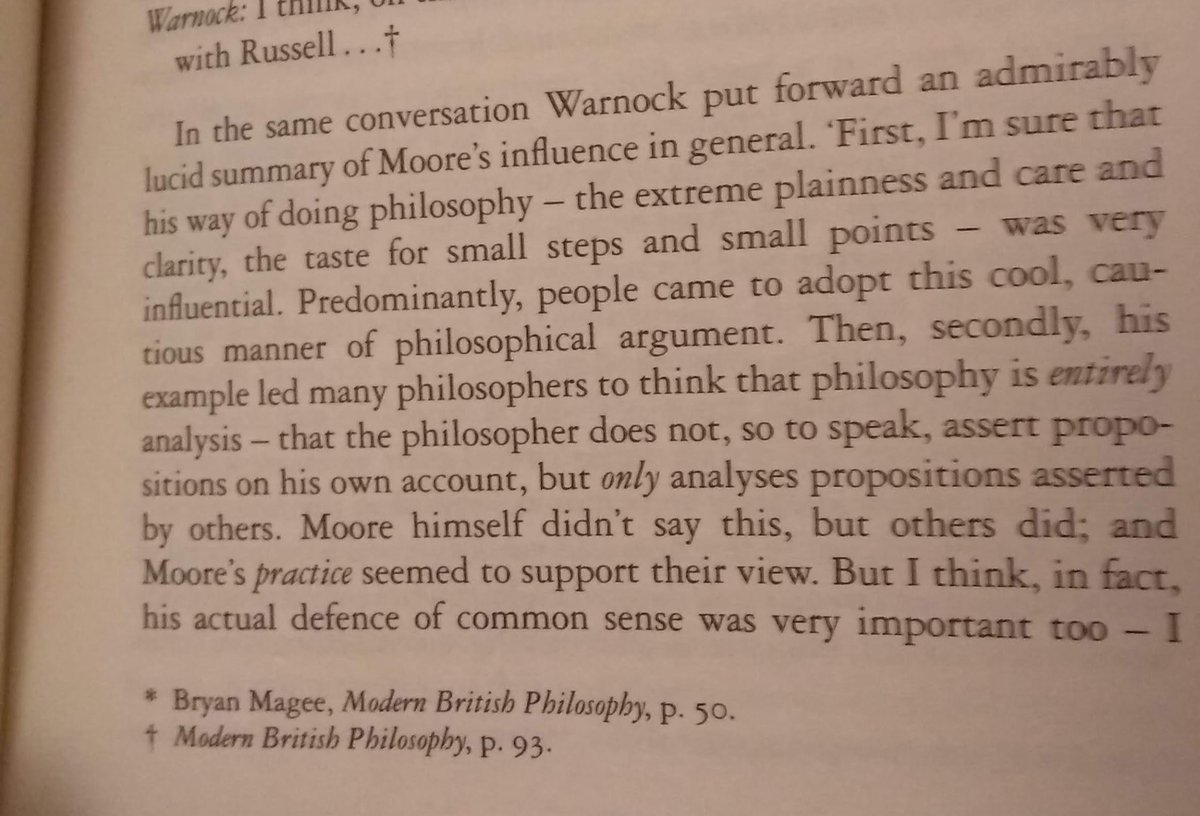 Warnock: I think,
with Russell . . .†
In the same conversation Warnock put forward an admirably
lucid summary of Moore’s influence in general. ‘First, I’m sure that
his way of doing philosophy – the extreme plainness and care and
clarity, the taste for small steps and small points – was very
influential. Predominantly, people came to adopt this cool, cau-
tious manner of philosophical argument. Then, secondly, his
example led many philosophers to think that philosophy is entirely
analysis – that the philosopher does not, so to speak, assert propo-
sitions on his own account, but only analyses propositions asserted
by others. Moore himself didn’t say this, but others did; and
Moore’s practice seemed to support their view. But I think, in fact,
his actual defence of common sense was very important too – I
* Bryan Magee, Modern British Philosophy, p. 50.
† Modern British Philosophy, p. 93.